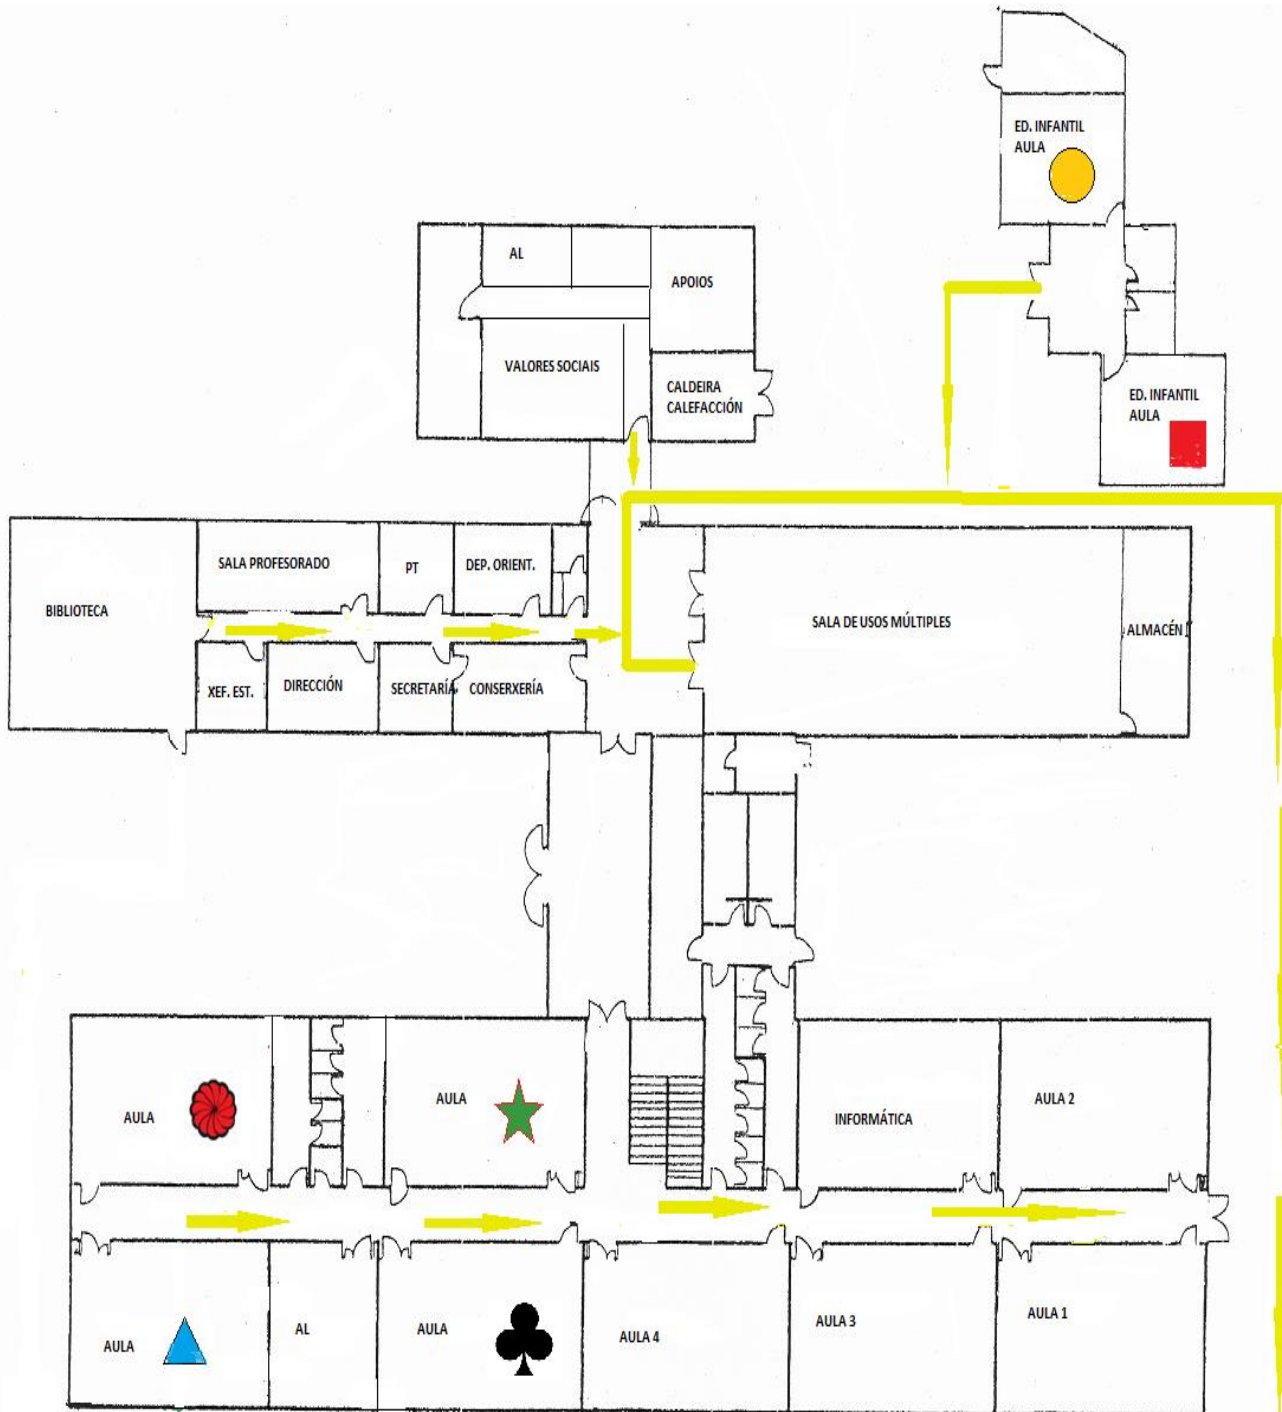 ED. INFANTIL
AULA
AL
APOIOS
VALORES SOCIAIS
CALDEIRA
CALEFACCIÓN
ED. INFANTIL
AULA
SALA PROFESORADO
PT
DEP. ORIENT.
BIBLIOTECA
SALA DE USOS MÚLTIPLES
ALMACÉN
XEF. EST.
DIRECCIÓN
SECRETARÍA
CONSERXERÍA
AULA
AULA
INFORMÁTICA
AULA 2
AULA
AL
AULA
AULA 4
AULA 3
AULA 1